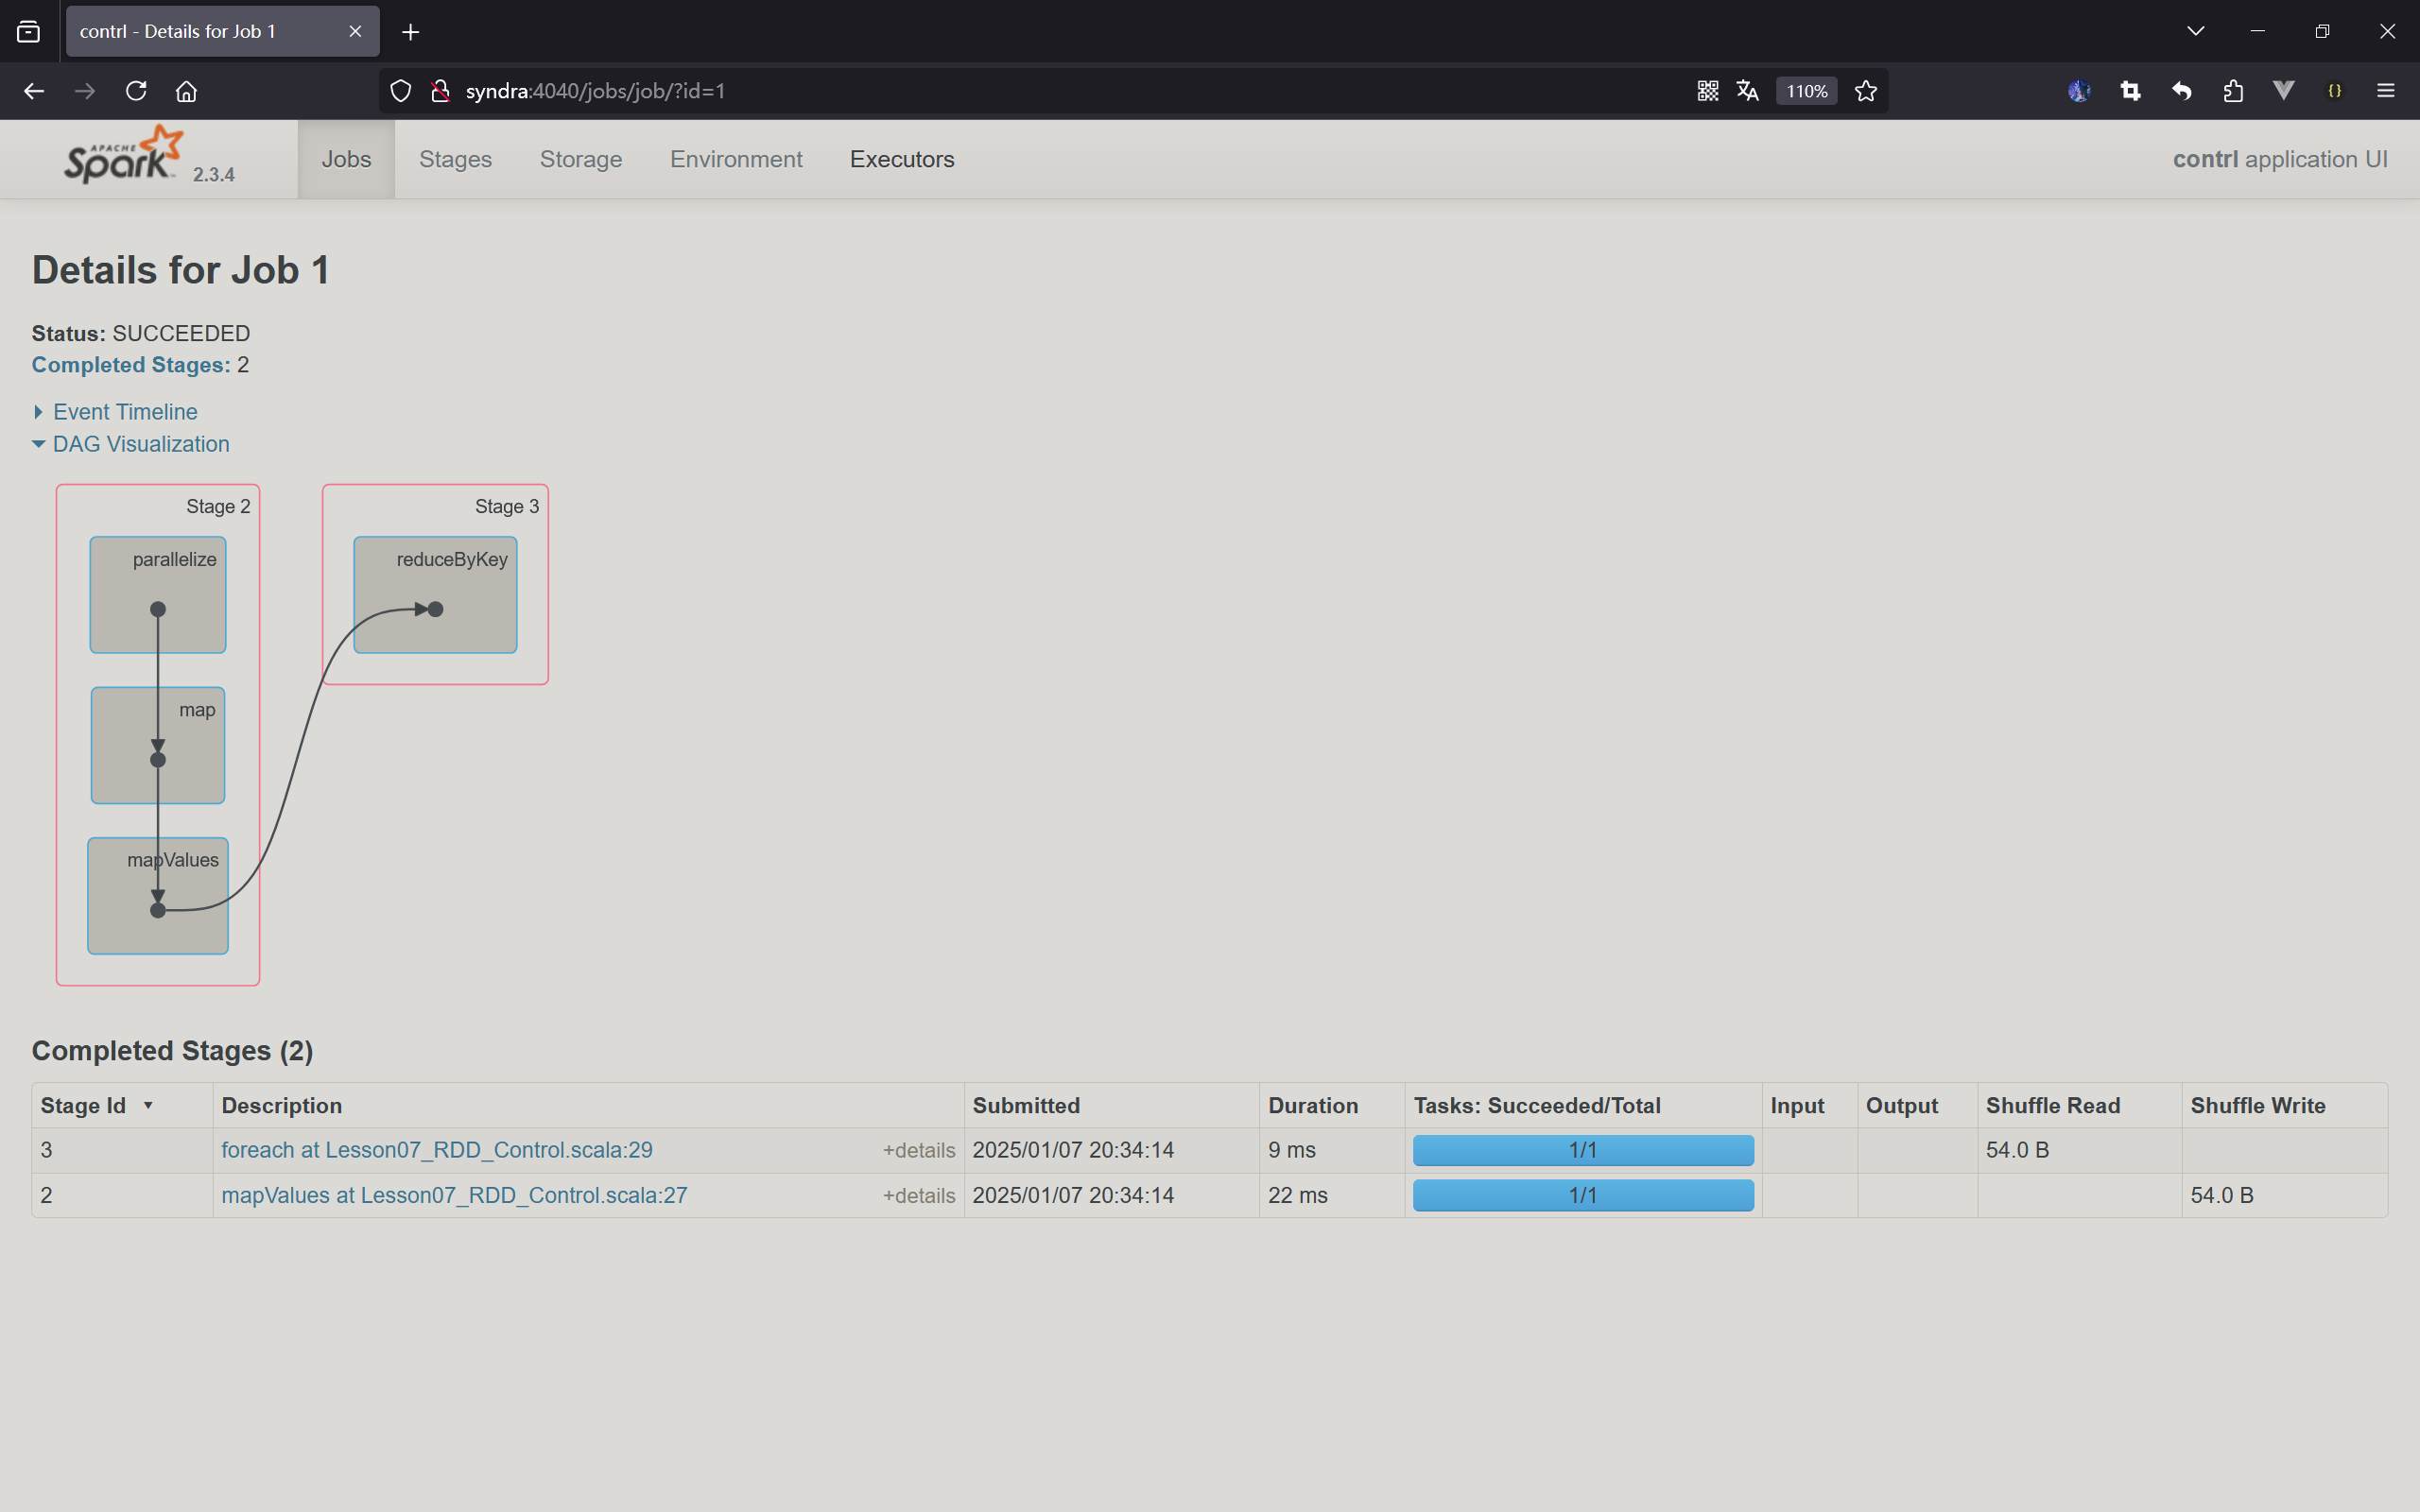 contrl - Details for Job 1
syndra:4040/jobs/job/?id=1
110%
APACHE
Spark 2.3.4
Jobs
Stages
Storage
Environment
Executors
contrl application UI
Details for Job 1
Status: SUCCEEDED
Completed Stages: 2
Event Timeline
DAG Visualization
Stage 2
parallelize
map
mapValues
Stage 3
reduceByKey
Completed Stages (2)
Stage Id ▾ Description Submitted Duration Tasks: Succeeded/Total Input Output Shuffle Read Shuffle Write
3 foreach at Lesson07_RDD_Control.scala:29 +details 2025/01/07 20:34:14 9 ms 1/1 54.0 B
2 mapValues at Lesson07_RDD_Control.scala:27 +details 2025/01/07 20:34:14 22 ms 1/1 54.0 B